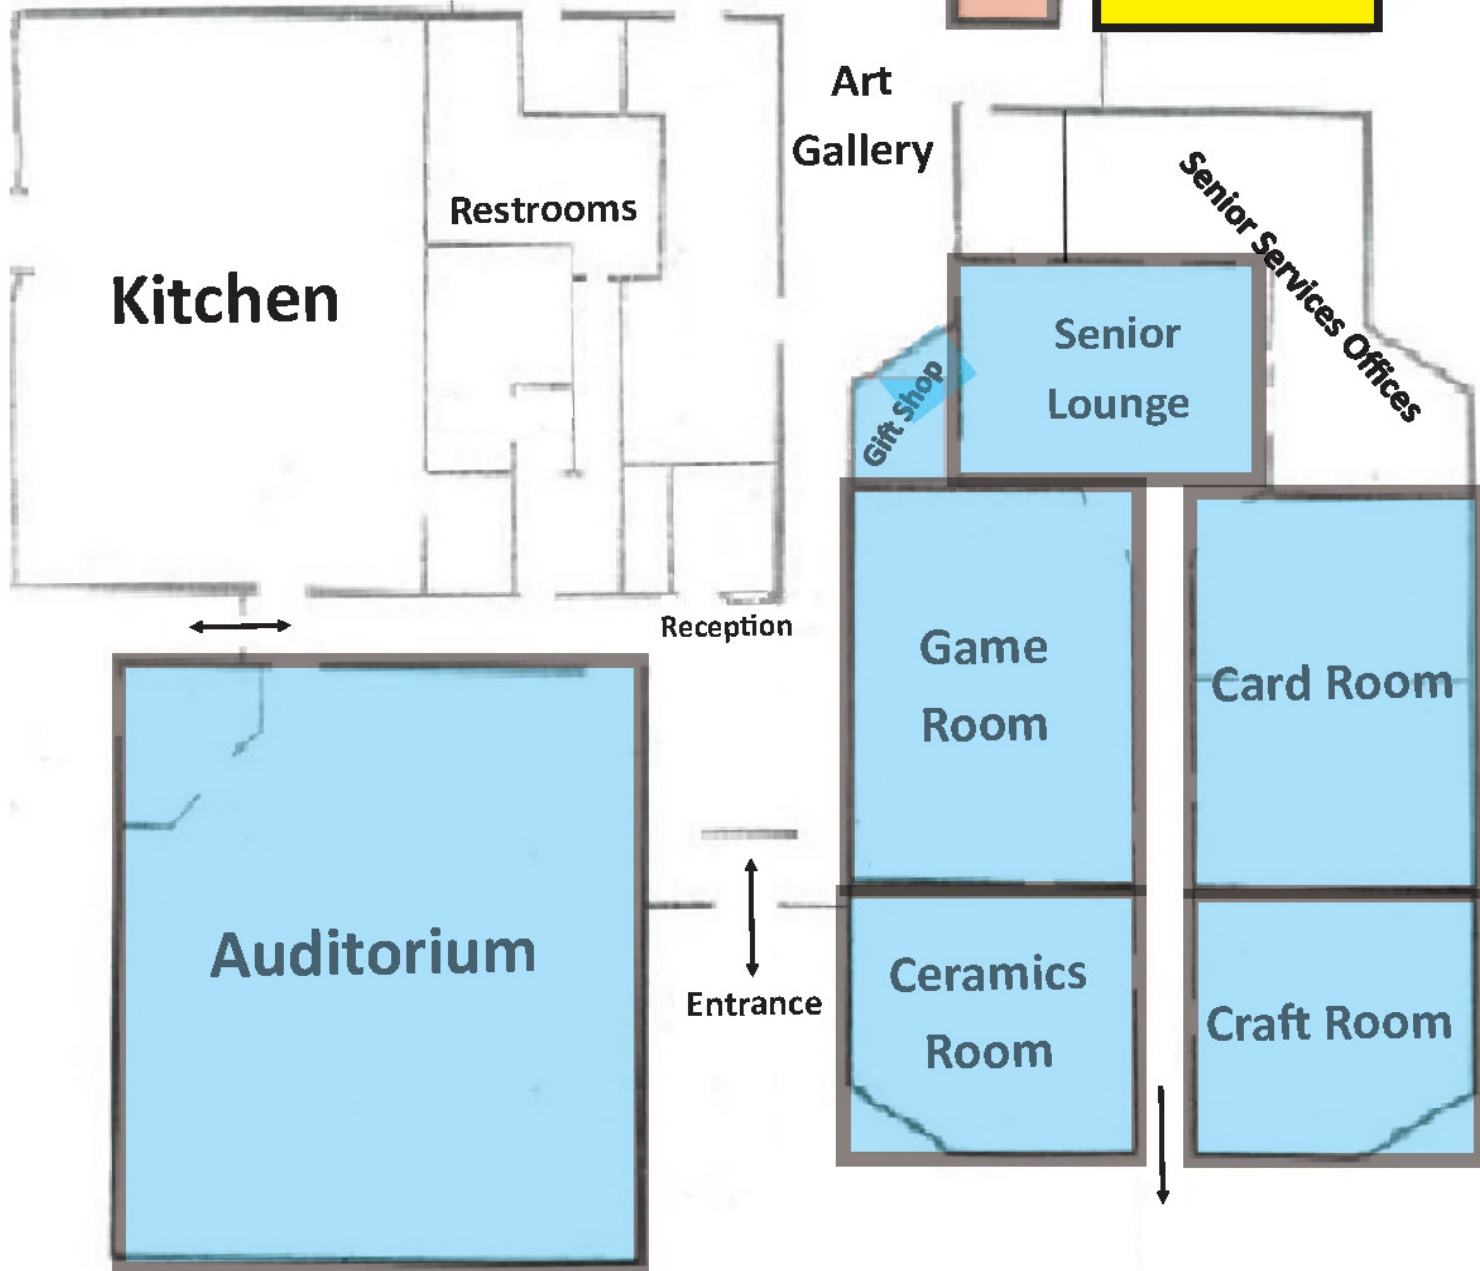 Art
Gallery
Restrooms
Kitchen
Senior Services Offices
Senior
Lounge
Gift Shop
Reception
Game
Room
Card Room
Auditorium
Entrance
Ceramics
Room
Craft Room